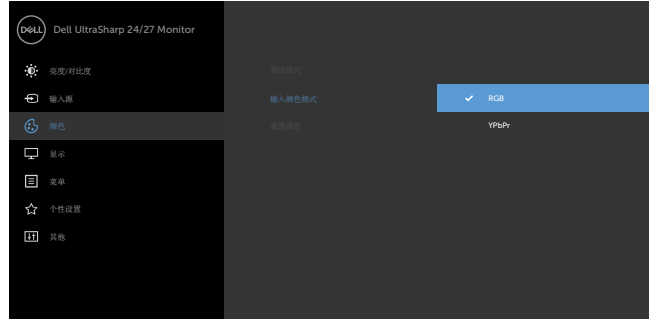 DELL
Dell UltraSharp 24/27 Monitor
亮度/对比度
预设模式
输入源
输入颜色格式
RGB
颜色
重置颜色
YPbPr
显示
菜单
个性设置
其他